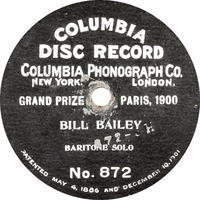 COLUMBIA
DISC RECORD
COLUMBIA PHONOGRAPH CO.
NEW YORK. LONDON.
GRAND PRIZE PARIS, 1900
BILL BAILEY
BARITONE SOLO
No. 872
PATENTED MAY 4, 1886 AND DECEMBER 10, 1901